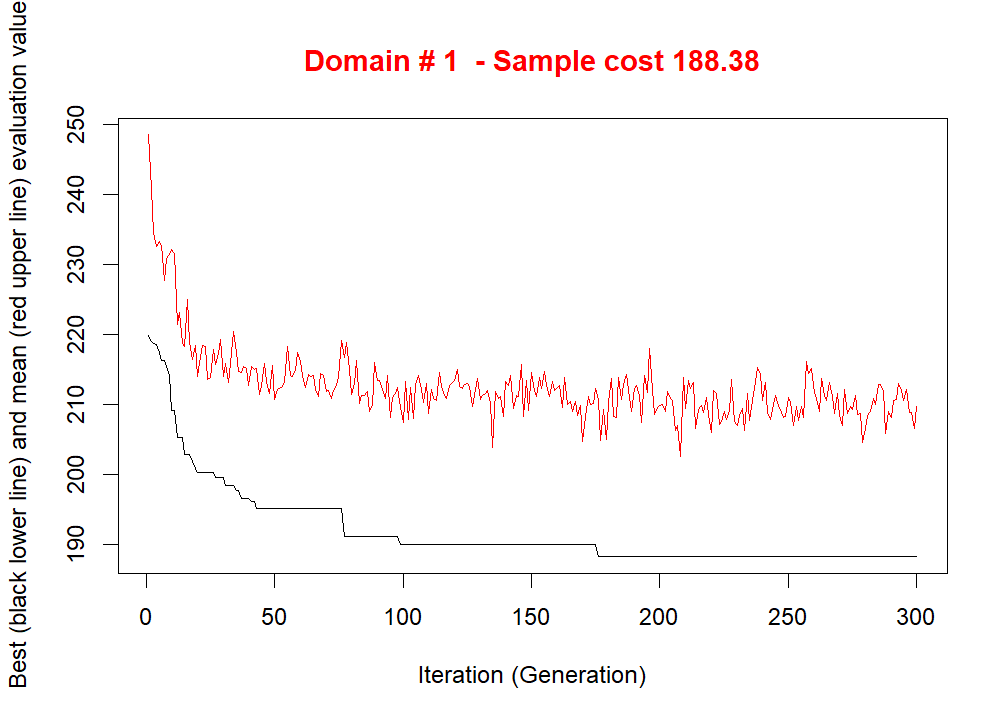 Domain # 1  - Sample cost 188.38
Best (black lower line) and mean (red upper line) evaluation value
250
240
230
220
210
200
190
0 50 100 150 200 250 300
Iteration (Generation)